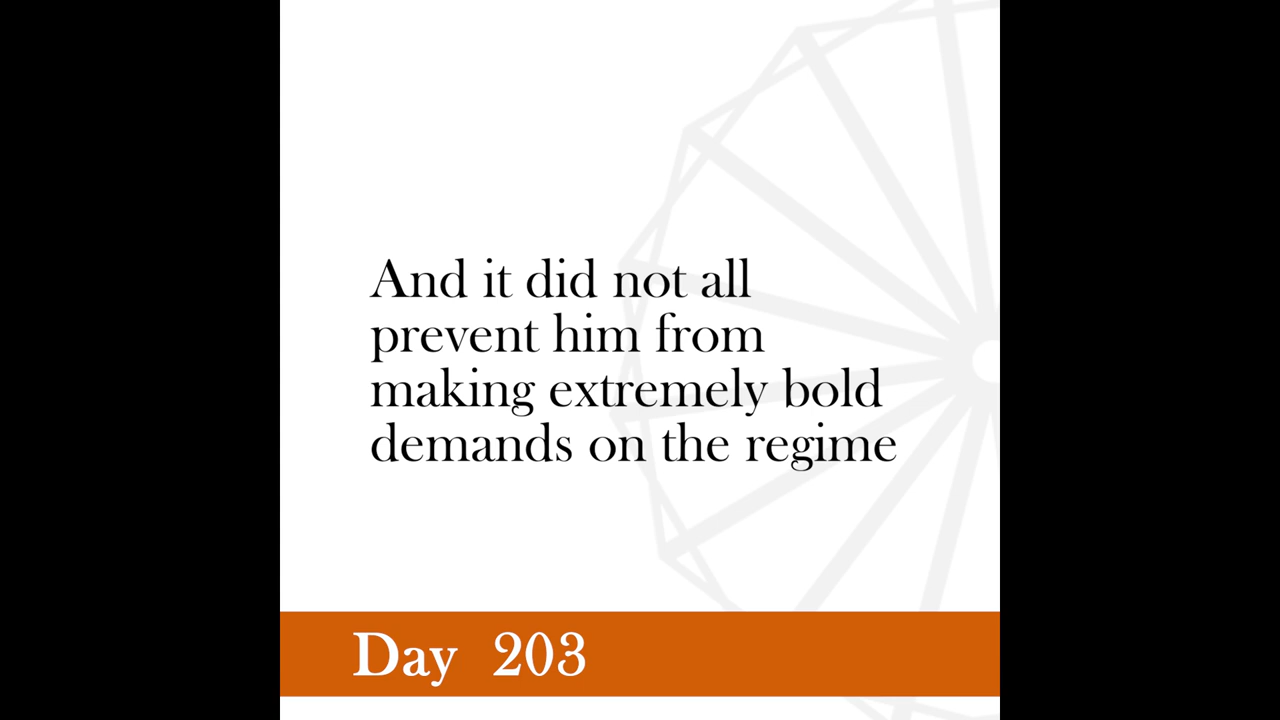 And it did not all
prevent him from
making extremely bold
demands on the regime
Day 203